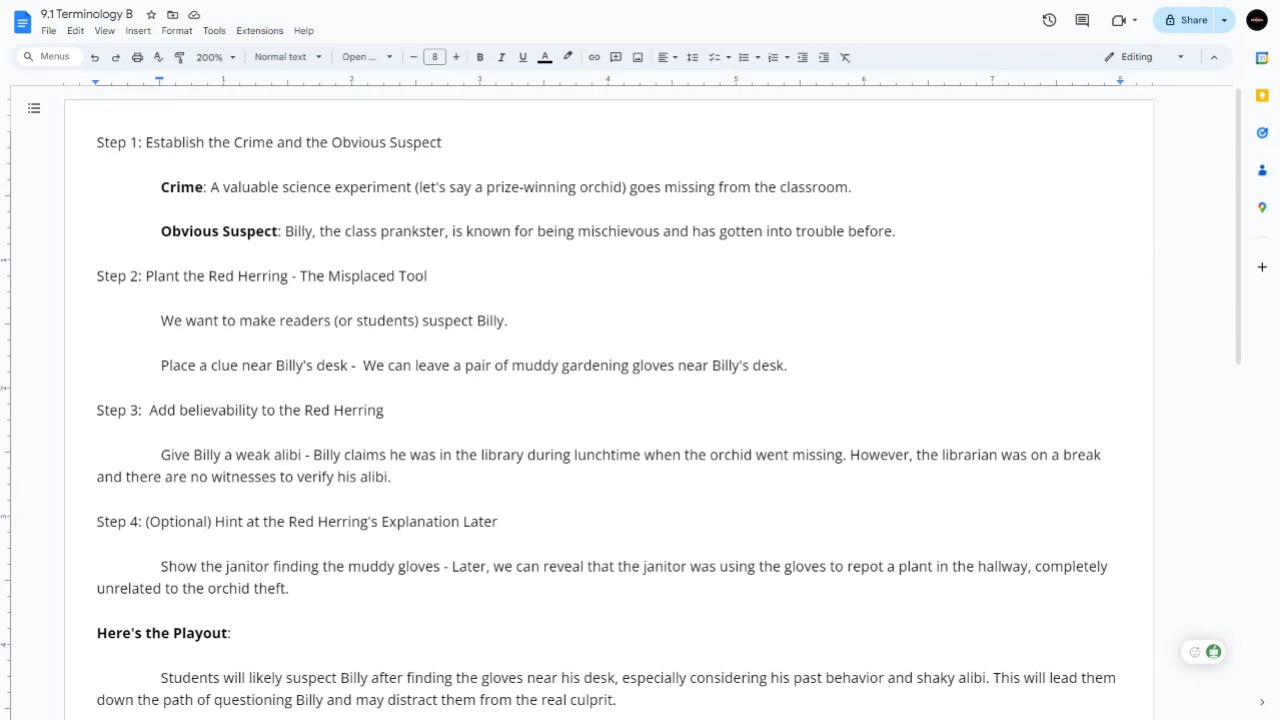 9.1 Terminology B
File Edit View Insert Format Tools Extensions Help
Share
Menus 200% Normal text Open ... 8 Editing
1 2 3 4 5 6 7 8
Step 1: Establish the Crime and the Obvious Suspect
Crime: A valuable science experiment (let's say a prize-winning orchid) goes missing from the classroom.
Obvious Suspect: Billy, the class prankster, is known for being mischievous and has gotten into trouble before.
Step 2: Plant the Red Herring - The Misplaced Tool
We want to make readers (or students) suspect Billy.
Place a clue near Billy's desk -  We can leave a pair of muddy gardening gloves near Billy's desk.
Step 3:  Add believability to the Red Herring
Give Billy a weak alibi - Billy claims he was in the library during lunchtime when the orchid went missing. However, the librarian was on a break
and there are no witnesses to verify his alibi.
Step 4: (Optional) Hint at the Red Herring's Explanation Later
Show the janitor finding the muddy gloves - Later, we can reveal that the janitor was using the gloves to repot a plant in the hallway, completely
unrelated to the orchid theft.
Here's the Playout:
Students will likely suspect Billy after finding the gloves near his desk, especially considering his past behavior and shaky alibi. This will lead them
down the path of questioning Billy and may distract them from the real culprit.